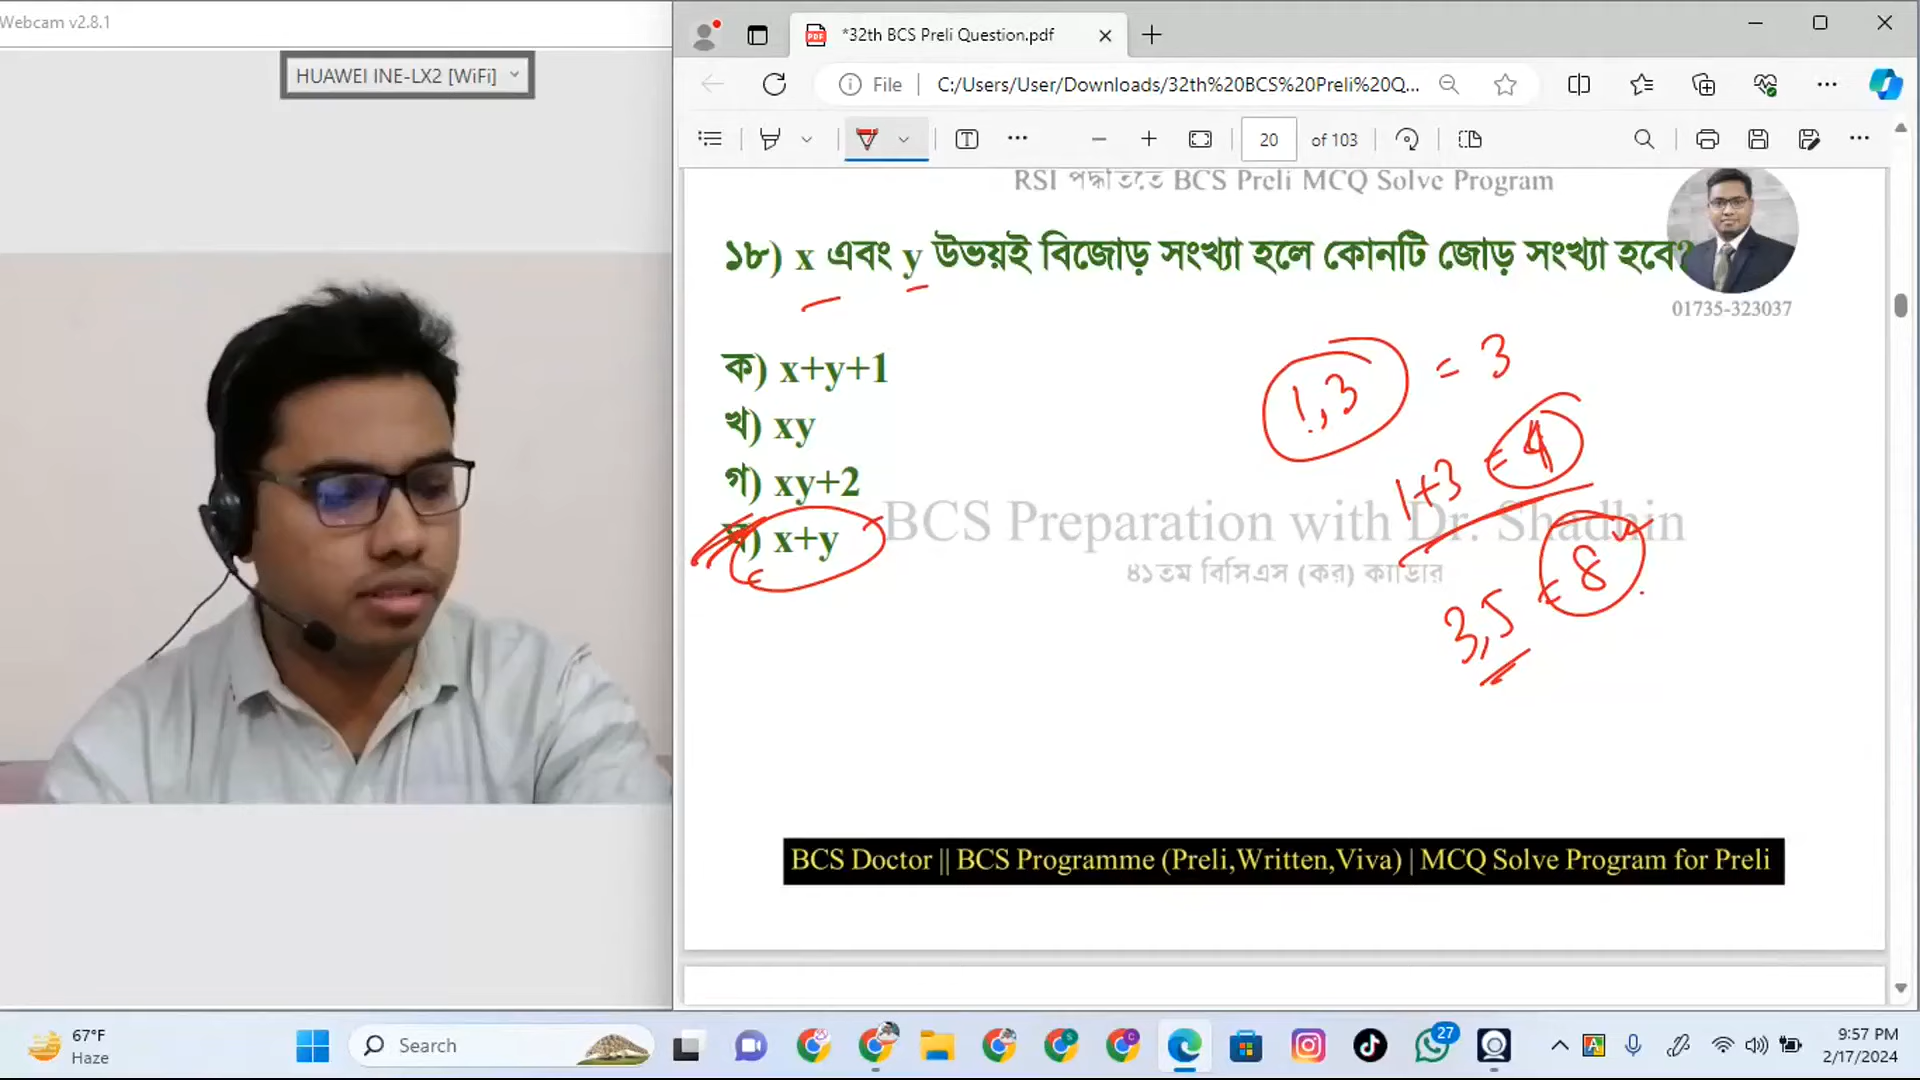 Webcam v2.8.1
HUAWEI INE-LX2 [WiFi]
*32th BCS Preli Question.pdf
File
C:/Users/User/Downloads/32th%20BCS%20Preli%20Q...
20 of 103
RSI পদ্ধতিতে BCS Preli MCQ Solve Program
১৮) x এবং y উভয়ই বিজোড় সংখ্যা হলে কোনটি জোড় সংখ্যা হবে?
01735-323037
ক) x+y+1
খ) xy
গ) xy+2
ঘ) x+y
1,3 = 3
1+3 = 4
3,5 = 8
BCS Preparation with Dr. Shadhin
৪১তম বিসিএস (কর) ক্যাডার
BCS Doctor || BCS Programme (Preli,Written,Viva) | MCQ Solve Program for Preli
67°F
Haze
Search
27
9:57 PM
2/17/2024